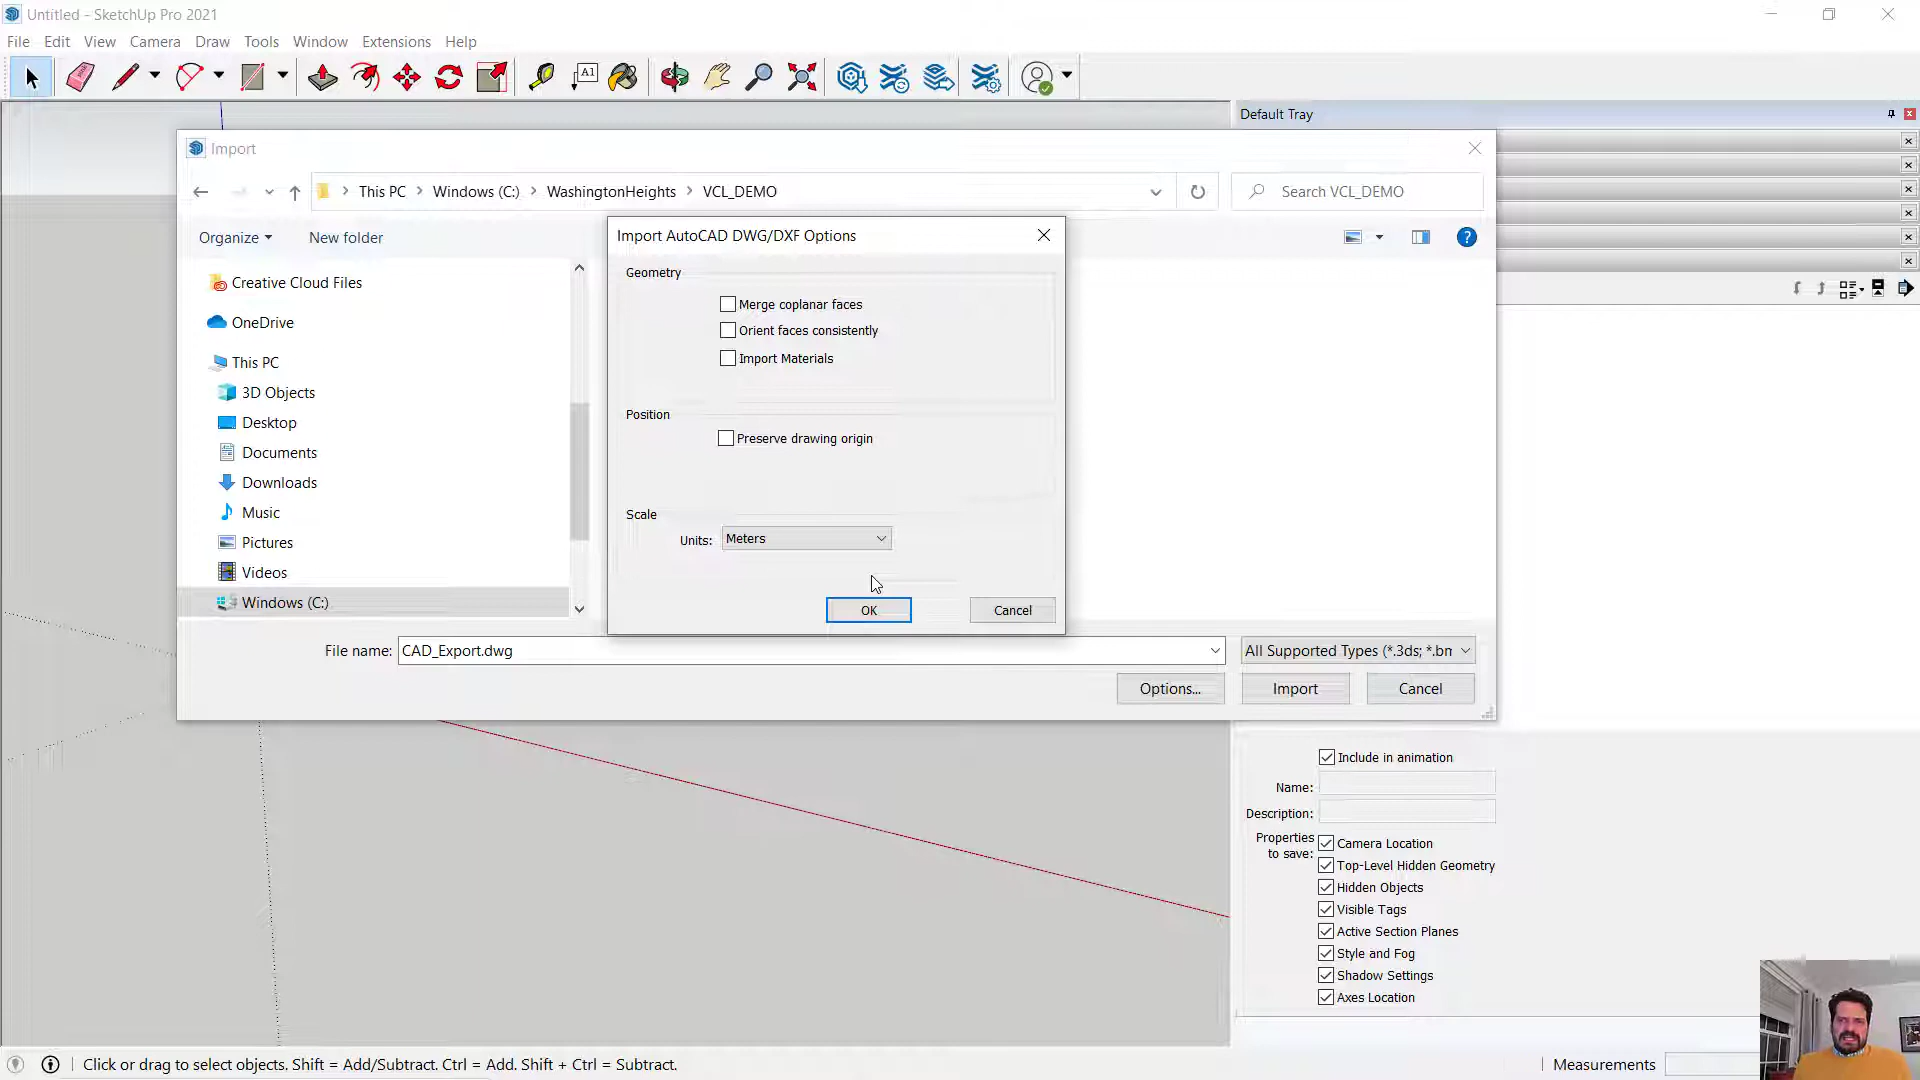 Untitled - SketchUp Pro 2021
File Edit View Camera Draw Tools Window Extensions Help
A1
Default Tray
Import
This PC Windows (C:) WashingtonHeights VCL_DEMO
Search VCL_DEMO
Organize New folder
?
Creative Cloud Files
OneDrive
This PC
3D Objects
Desktop
Documents
Downloads
Music
Pictures
Videos
Windows (C:)
Import AutoCAD DWG/DXF Options
Geometry
Merge coplanar faces
Orient faces consistently
Import Materials
Position
Preserve drawing origin
Scale
Units: Meters
OK Cancel
File name: CAD_Export.dwg
All Supported Types (*.3ds; *.bn
Options... Import Cancel
Include in animation
Name:
Description:
Properties
to save:
Camera Location
Top-Level Hidden Geometry
Hidden Objects
Visible Tags
Active Section Planes
Style and Fog
Shadow Settings
Axes Location
Click or drag to select objects. Shift = Add/Subtract. Ctrl = Add. Shift + Ctrl = Subtract.
Measurements